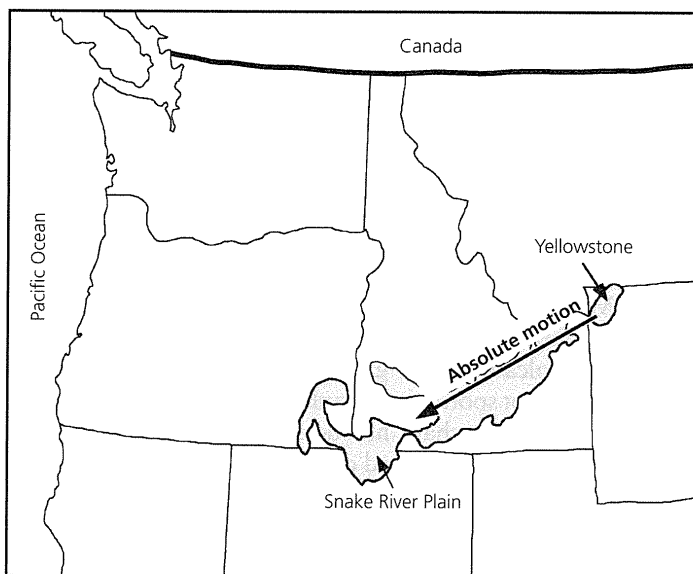 Canada
Pacific Ocean
Yellowstone
Absolute motion
Snake River Plain